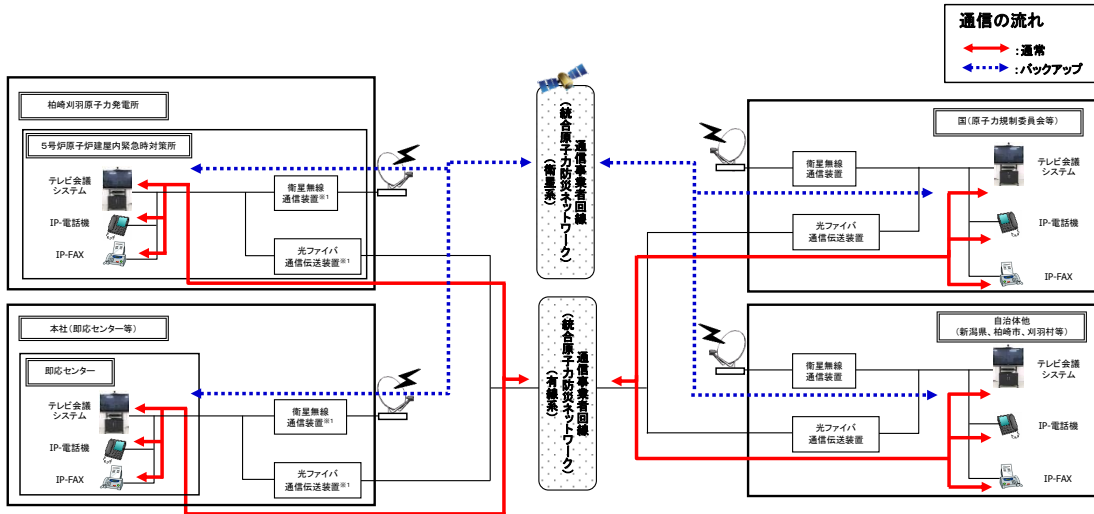 通信の流れ
:通常
:バックアップ
柏崎刈羽原子力発電所
5号炉原子炉建屋内緊急時対策所
テレビ会議
システム
IP-電話機
IP-FAX
衛星無線
通信装置※1
光ファイバ
通信伝送装置※1
本社(即応センター等)
即応センター
テレビ会議
システム
IP-電話機
IP-FAX
衛星無線
通信装置※1
光ファイバ
通信伝送装置※1
通信事業者回線
(統合原子力防災ネットワーク)
(衛星系)
通信事業者回線
(統合原子力防災ネットワーク)
(有線系)
国(原子力規制委員会等)
衛星無線
通信装置
光ファイバ
通信伝送装置
テレビ会議
システム
IP-電話機
IP-FAX
自治体他
(新潟県、柏崎市、刈羽村等)
衛星無線
通信装置
光ファイバ
通信伝送装置
テレビ会議
システム
IP-電話機
IP-FAX